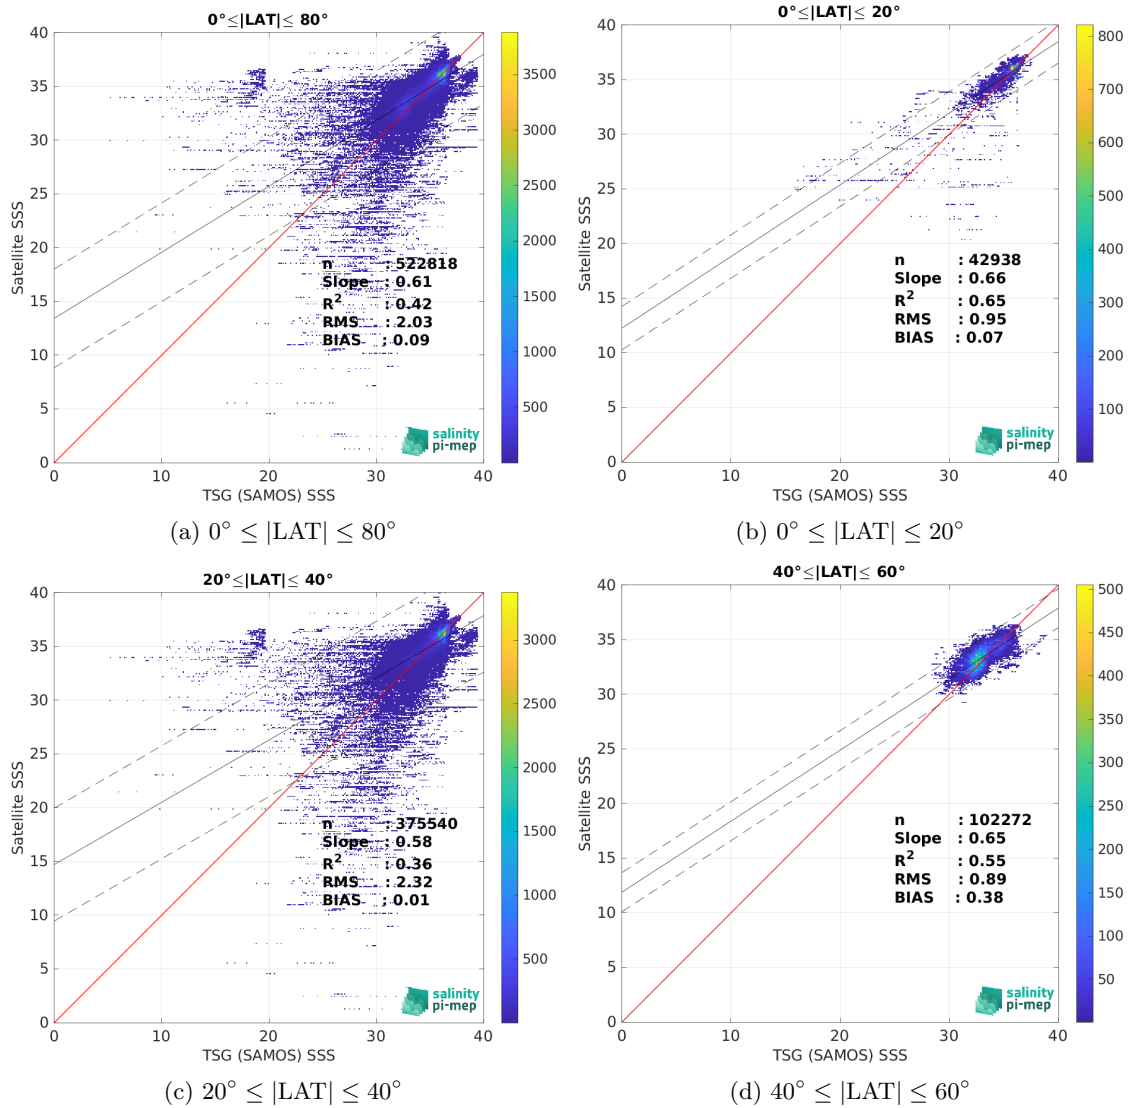 0°≤|LAT|≤ 80°
40
35
30
25
20
15
10
5
0
Satellite SSS
0
10
20
30
40
TSG (SAMOS) SSS
n : 522818
Slope : 0.61
R² : 0.42
RMS : 2.03
BIAS : 0.09
salinity
pi-mep
3500
3000
2500
2000
1500
1000
500
(a) 0° ≤ |LAT| ≤ 80°
0°≤|LAT|≤ 20°
40
35
30
25
20
15
10
5
0
Satellite SSS
0
10
20
30
40
TSG (SAMOS) SSS
n : 42938
Slope : 0.66
R² : 0.65
RMS : 0.95
BIAS : 0.07
salinity
pi-mep
800
700
600
500
400
300
200
100
(b) 0° ≤ |LAT| ≤ 20°
20°≤|LAT|≤ 40°
40
35
30
25
20
15
10
5
0
Satellite SSS
0
10
20
30
40
TSG (SAMOS) SSS
n : 375540
Slope : 0.58
R² : 0.36
RMS : 2.32
BIAS : 0.01
salinity
pi-mep
3000
2500
2000
1500
1000
500
(c) 20° ≤ |LAT| ≤ 40°
40°≤|LAT|≤ 60°
40
35
30
25
20
15
10
5
0
Satellite SSS
0
10
20
30
40
TSG (SAMOS) SSS
n : 102272
Slope : 0.65
R² : 0.55
RMS : 0.89
BIAS : 0.38
salinity
pi-mep
500
450
400
350
300
250
200
150
100
50
(d) 40° ≤ |LAT| ≤ 60°